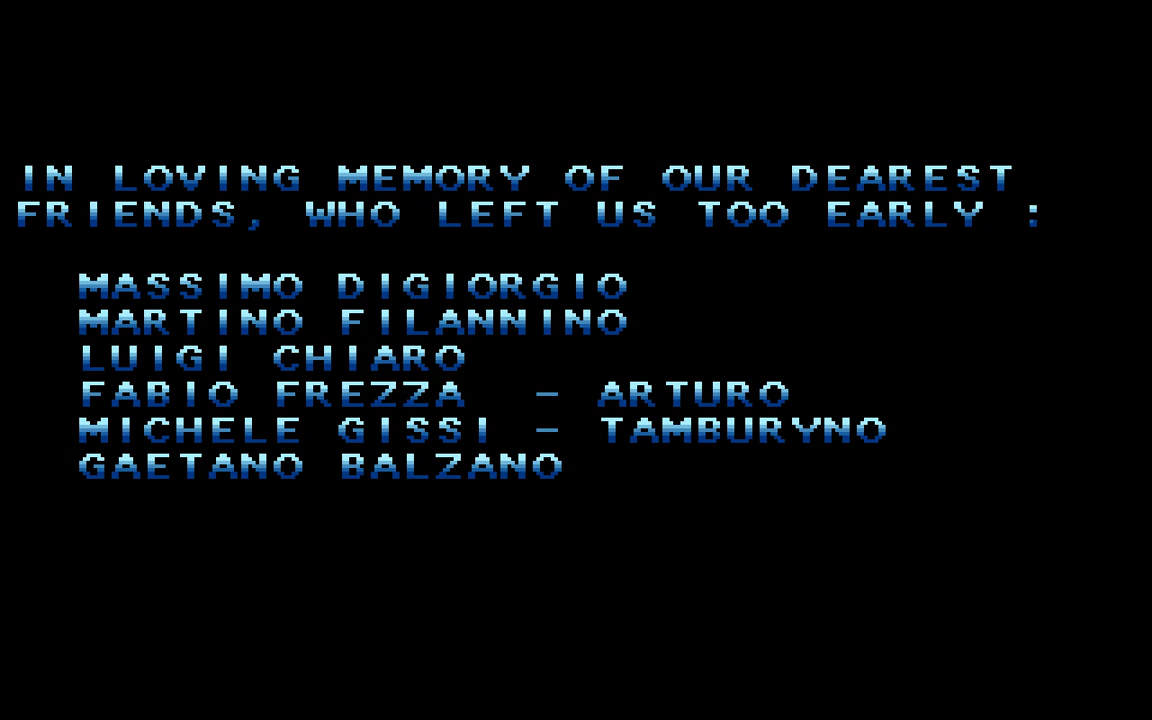 IN LOVING MEMORY OF OUR DEAREST
FRIENDS, WHO LEFT US TOO EARLY :
MASSIMO DIGIORGIO
MARTINO FILANNINO
LUIGI CHIARO
FABIO FREZZA - ARTURO
MICHELE GISSI - TAMBURYNO
GAETANO BALZANO